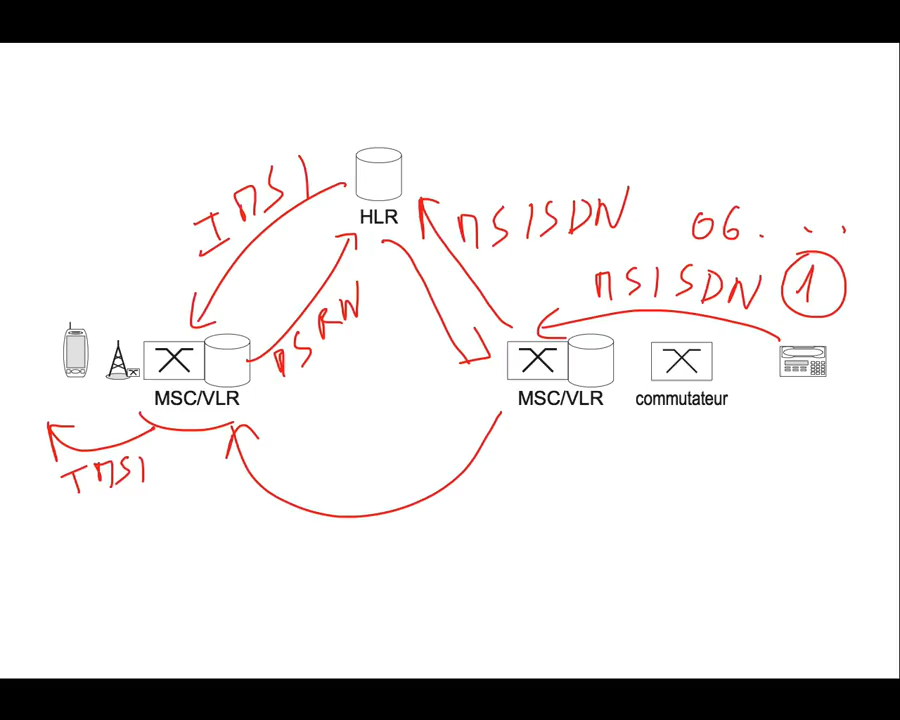 IMSI
HLR
MSISDN
06. . . .
MSISDN 1
MSRN
MSC/VLR
MSC/VLR
commutateur
TMSI